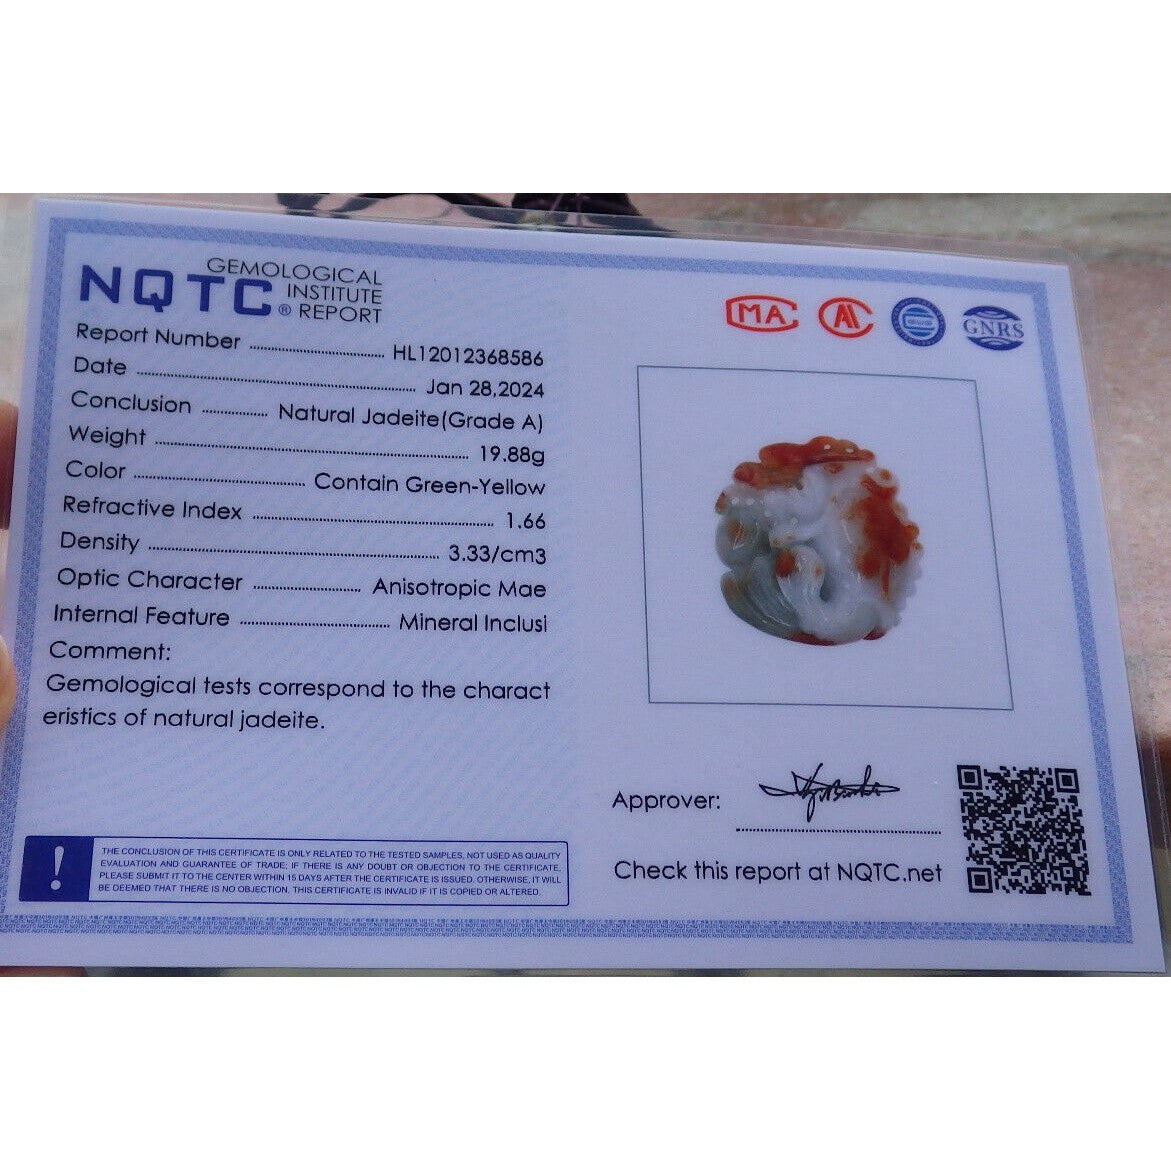 NQTC® GEMOLOGICAL
INSTITUTE
REPORT
Report Number HL12012368586
Date Jan 28,2024
Conclusion Natural Jadeite(Grade A)
Weight 19.88g
Color Contain Green-Yellow
Refractive Index 1.66
Density 3.33/cm3
Optic Character Anisotropic Mae
Internal Feature Mineral Inclusi
Comment:
Gemological tests correspond to the charact
eristics of natural jadeite.
THE CONCLUSION OF THIS CERTIFICATE IS ONLY RELATED TO THE TESTED SAMPLES, NOT USED AS QUALITY
EVALUATION AND GUARANTEE OF TRADE; IF THERE IS ANY DOUBT OR OBJECTION TO THE CERTIFICATE,
PLEASE SUBMIT IT TO THE CENTER WITHIN 15 DAYS AFTER THE CERTIFICATE IS ISSUED. OTHERWISE, IT WILL
BE DEEMED THAT THERE IS NO OBJECTION. THIS CERTIFICATE IS INVALID IF IT IS COPIED OR ALTERED.
MA
GNRS
Approver:
Check this report at NQTC.net